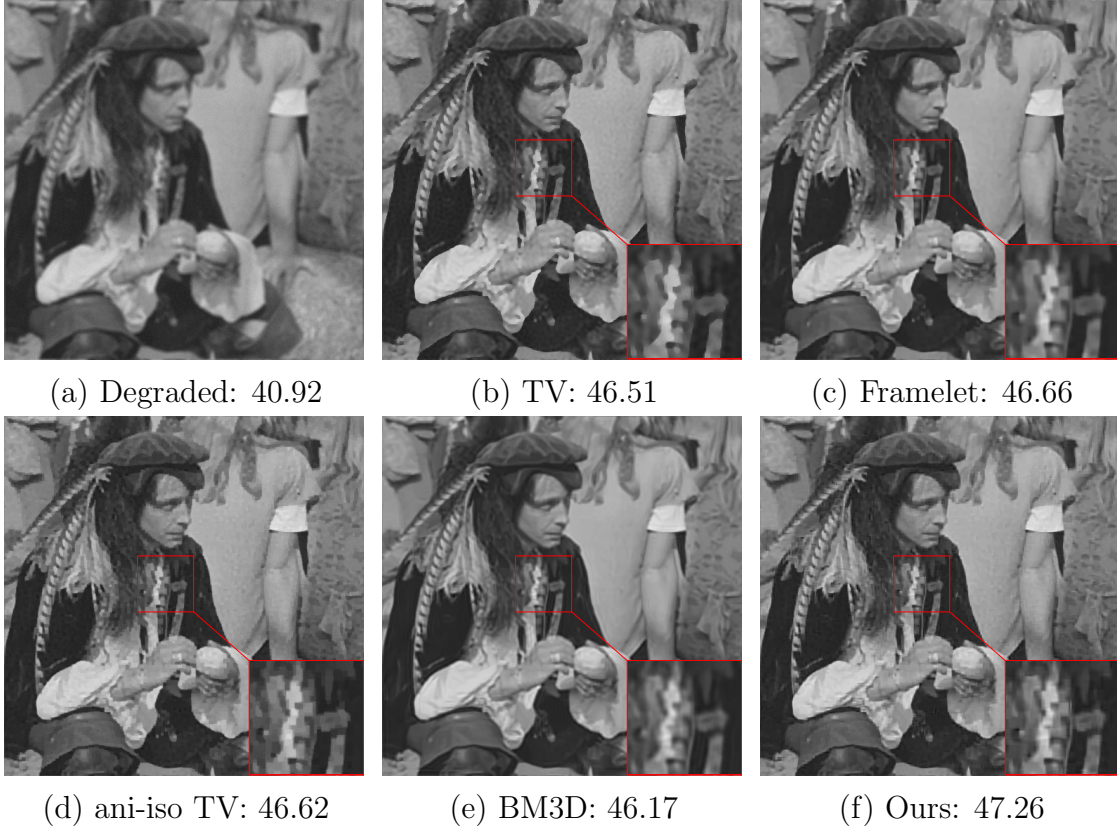 (a) Degraded: 40.92
(b) TV: 46.51
(c) Framelet: 46.66
(d) ani-iso TV: 46.62
(e) BM3D: 46.17
(f) Ours: 47.26